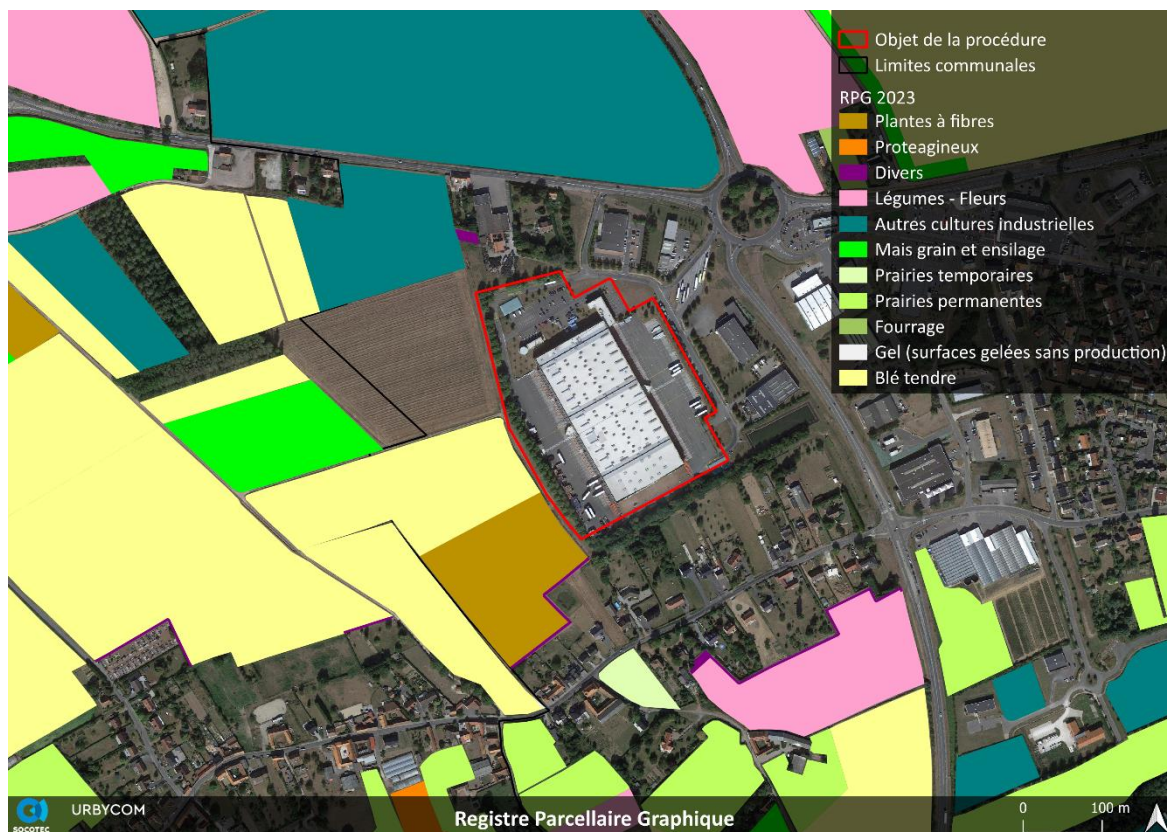 Objet de la procédure
Limites communales
RPG 2023
Plantes à fibres
Proteagineux
Divers
Légumes - Fleurs
Autres cultures industrielles
Mais grain et ensilage
Prairies temporaires
Prairies permanentes
Fourrage
Gel (surfaces gelées sans production)
Blé tendre
SOCOTEC
URBYCOM
Registre Parcellaire Graphique
0
100 m